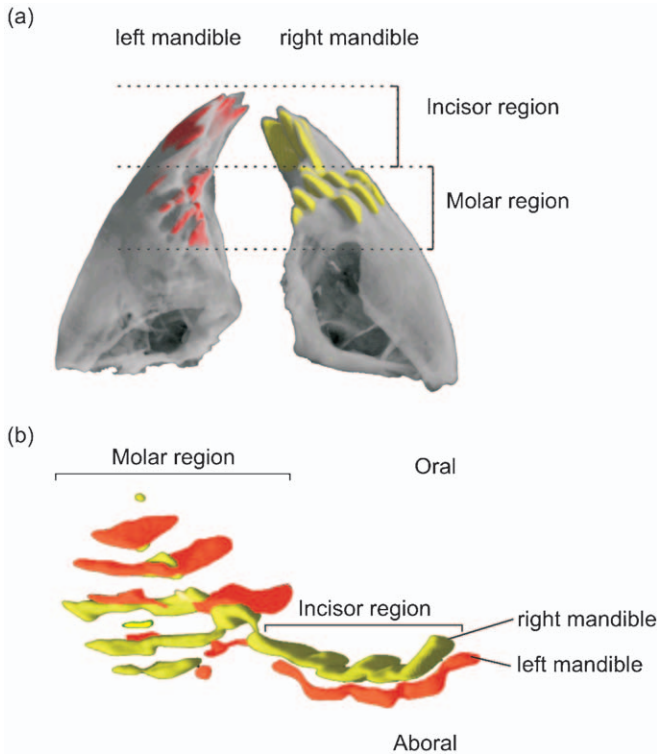 (a)
left mandible
right mandible
Incisor region
Molar region
(b)
Molar region
Oral
Incisor region
right mandible
left mandible
Aboral